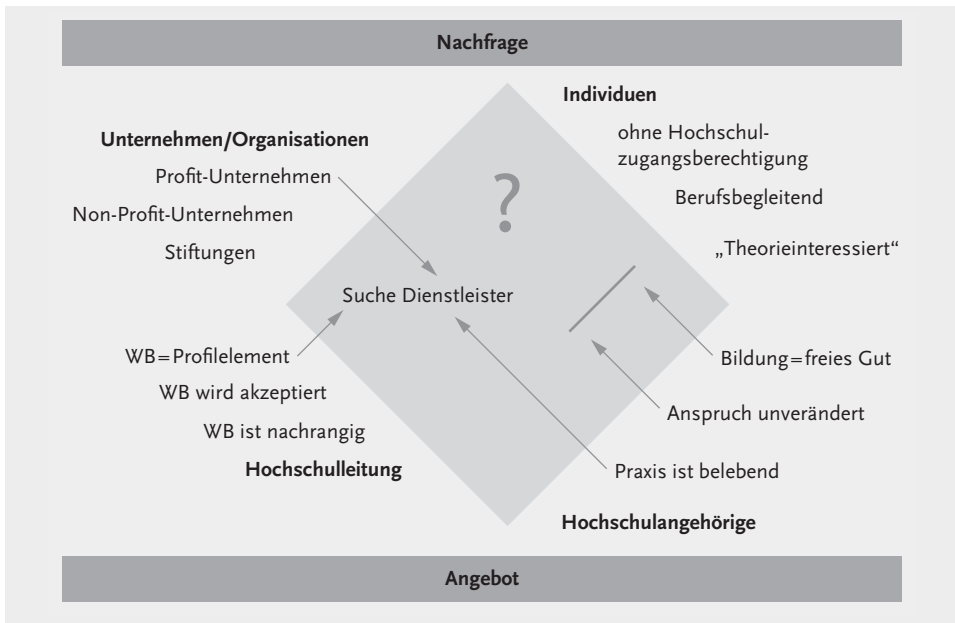 Nachfrage
Individuen
ohne Hochschul-
zugangsberechtigung
Berufsbegleitend
„Theorieinteressiert“
Unternehmen/Organisationen
Profit-Unternehmen
Non-Profit-Unternehmen
Stiftungen
?
Suche Dienstleister
WB=Profilelement
WB wird akzeptiert
WB ist nachrangig
Hochschulleitung
Bildung=freies Gut
Anspruch unverändert
Praxis ist belebend
Hochschulangehörige
Angebot